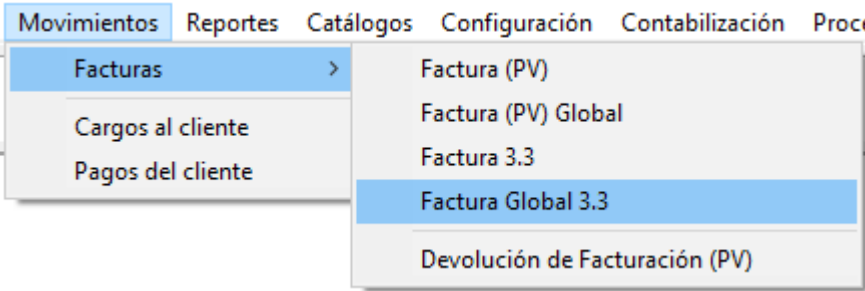 Movimientos Reportes Catálogos Configuración Contabilización
Facturas >
Cargos al cliente
Pagos del cliente
Factura (PV)
Factura (PV) Global
Factura 3.3
Factura Global 3.3
Devolución de Facturación (PV)